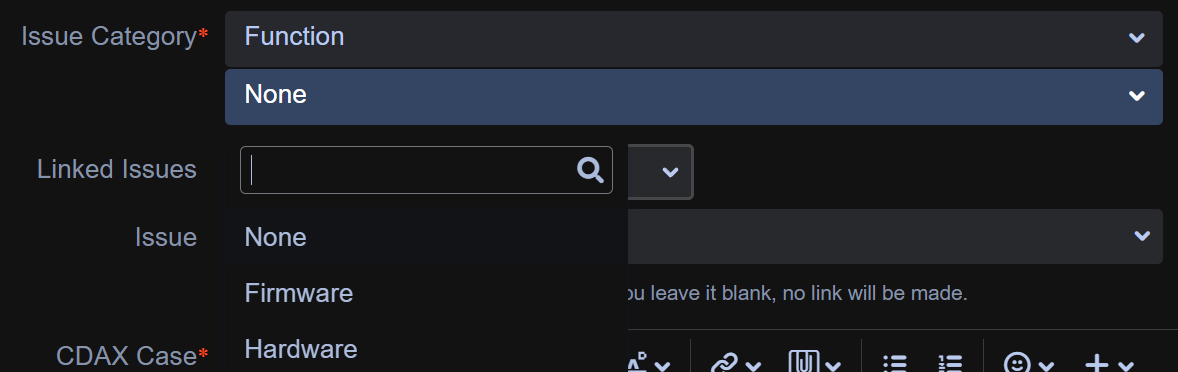 Issue Category* Function
None
Linked Issues
Issue None
Firmware
ou leave it blank, no link will be made.
CDAX Case* Hardware